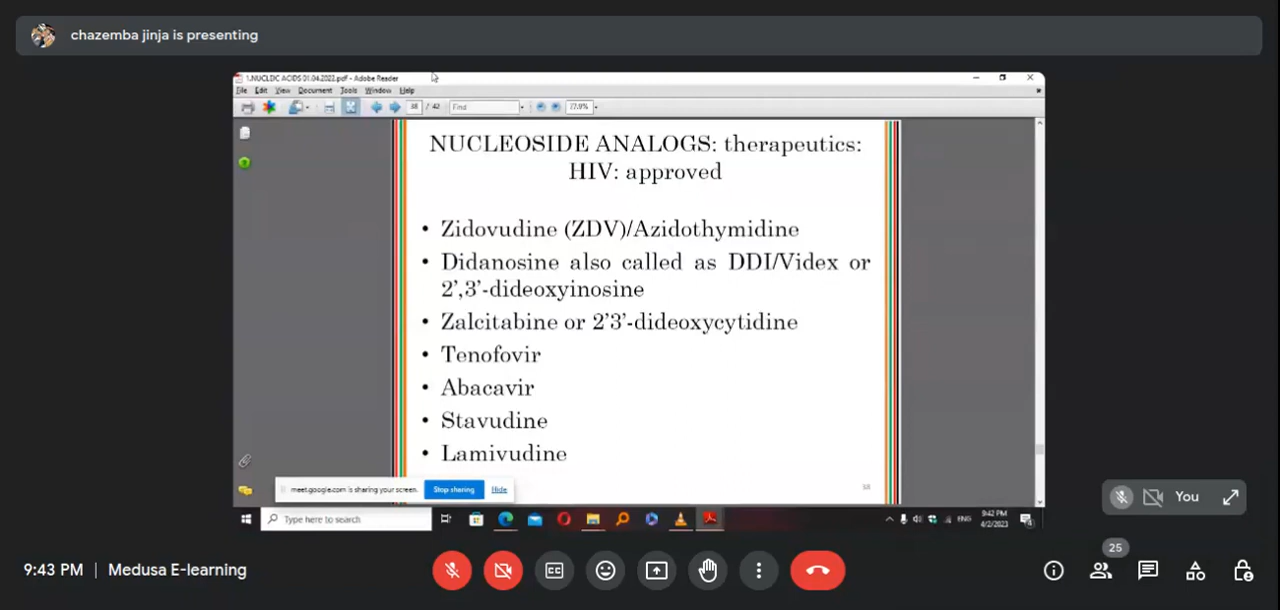 chazemba jinja is presenting
1.NUCLDC ACIDS 01.04.2022.pdf - Adobe Reader
File Edit View Document Tools Window Help
38 / 42 Find 77.9%
NUCLEOSIDE ANALOGS: therapeutics:
HIV: approved
• Zidovudine (ZDV)/Azidothymidine
• Didanosine also called as DDI/Videx or
2’,3’-dideoxyinosine
• Zalcitabine or 2’3’-dideoxycytidine
• Tenofovir
• Abacavir
• Stavudine
• Lamivudine
38
meet.google.com is sharing your screen. Stop sharing Hide
You
Type here to search
ENG
9:42 PM
4/2/2023
25
9:43 PM | Medusa E-learning